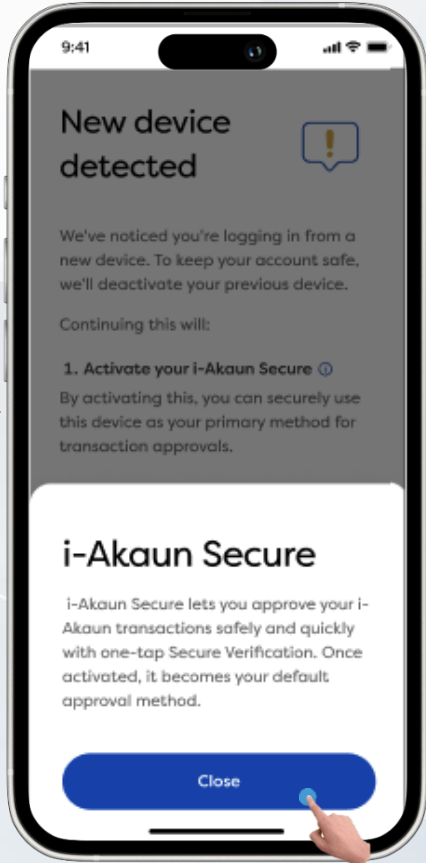 9:41
New device
detected
We've noticed you're logging in from a
new device. To keep your account safe,
we'll deactivate your previous device.
Continuing this will:
1. Activate your i-Akaun Secure
By activating this, you can securely use
this device as your primary method for
transaction approvals.
i-Akaun Secure
i-Akaun Secure lets you approve your i-
Akaun transactions safely and quickly
with one-tap Secure Verification. Once
activated, it becomes your default
approval method.
Close